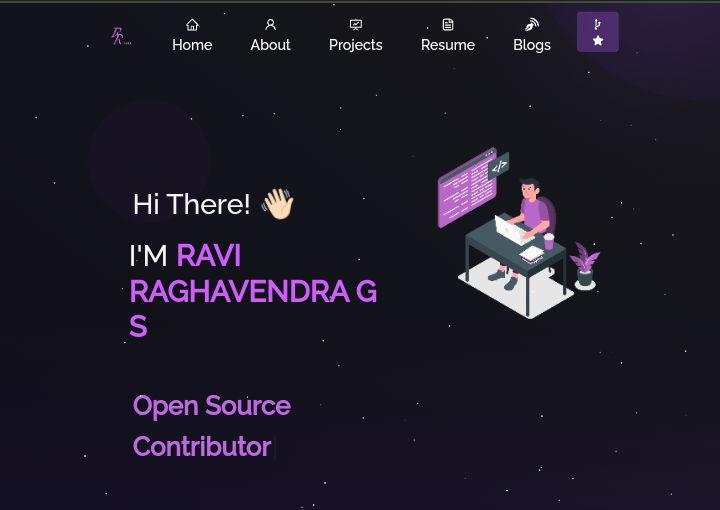 Home
About
Projects
Resume
Blogs
Hi There! 👋🏻
I'M RAVI
RAGHAVENDRA G
S
</>
Open Source
Contributor